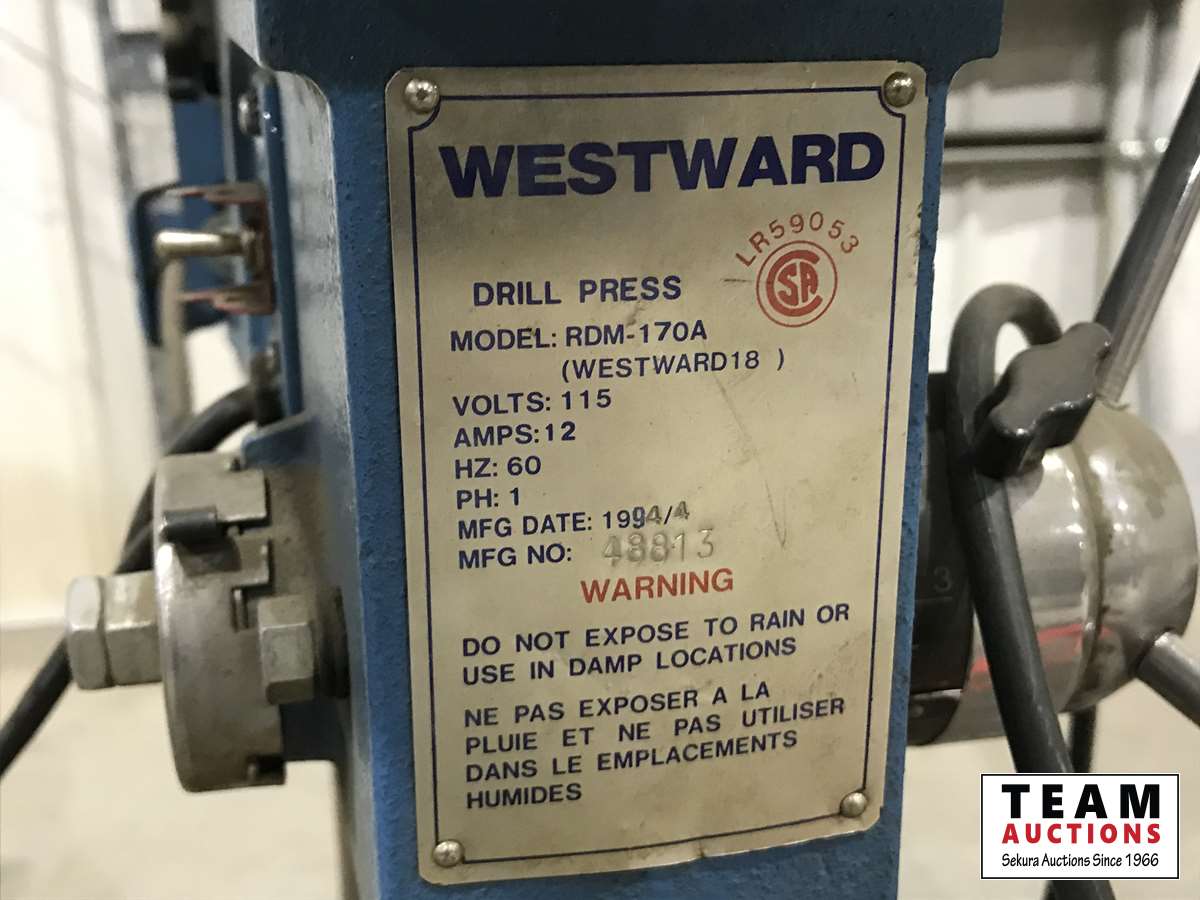 WESTWARD
LR59053
CSA
DRILL PRESS
MODEL: RDM-170A
(WESTWARD18 )
VOLTS: 115
AMPS: 12
HZ: 60
PH: 1
MFG DATE: 1994/4
MFG NO: 48813
WARNING
DO NOT EXPOSE TO RAIN OR
USE IN DAMP LOCATIONS
NE PAS EXPOSER A LA
PLUIE ET NE PAS UTILISER
DANS LE EMPLACEMENTS
HUMIDES
3
TEAM
AUCTIONS
Sekura Auctions Since 1966